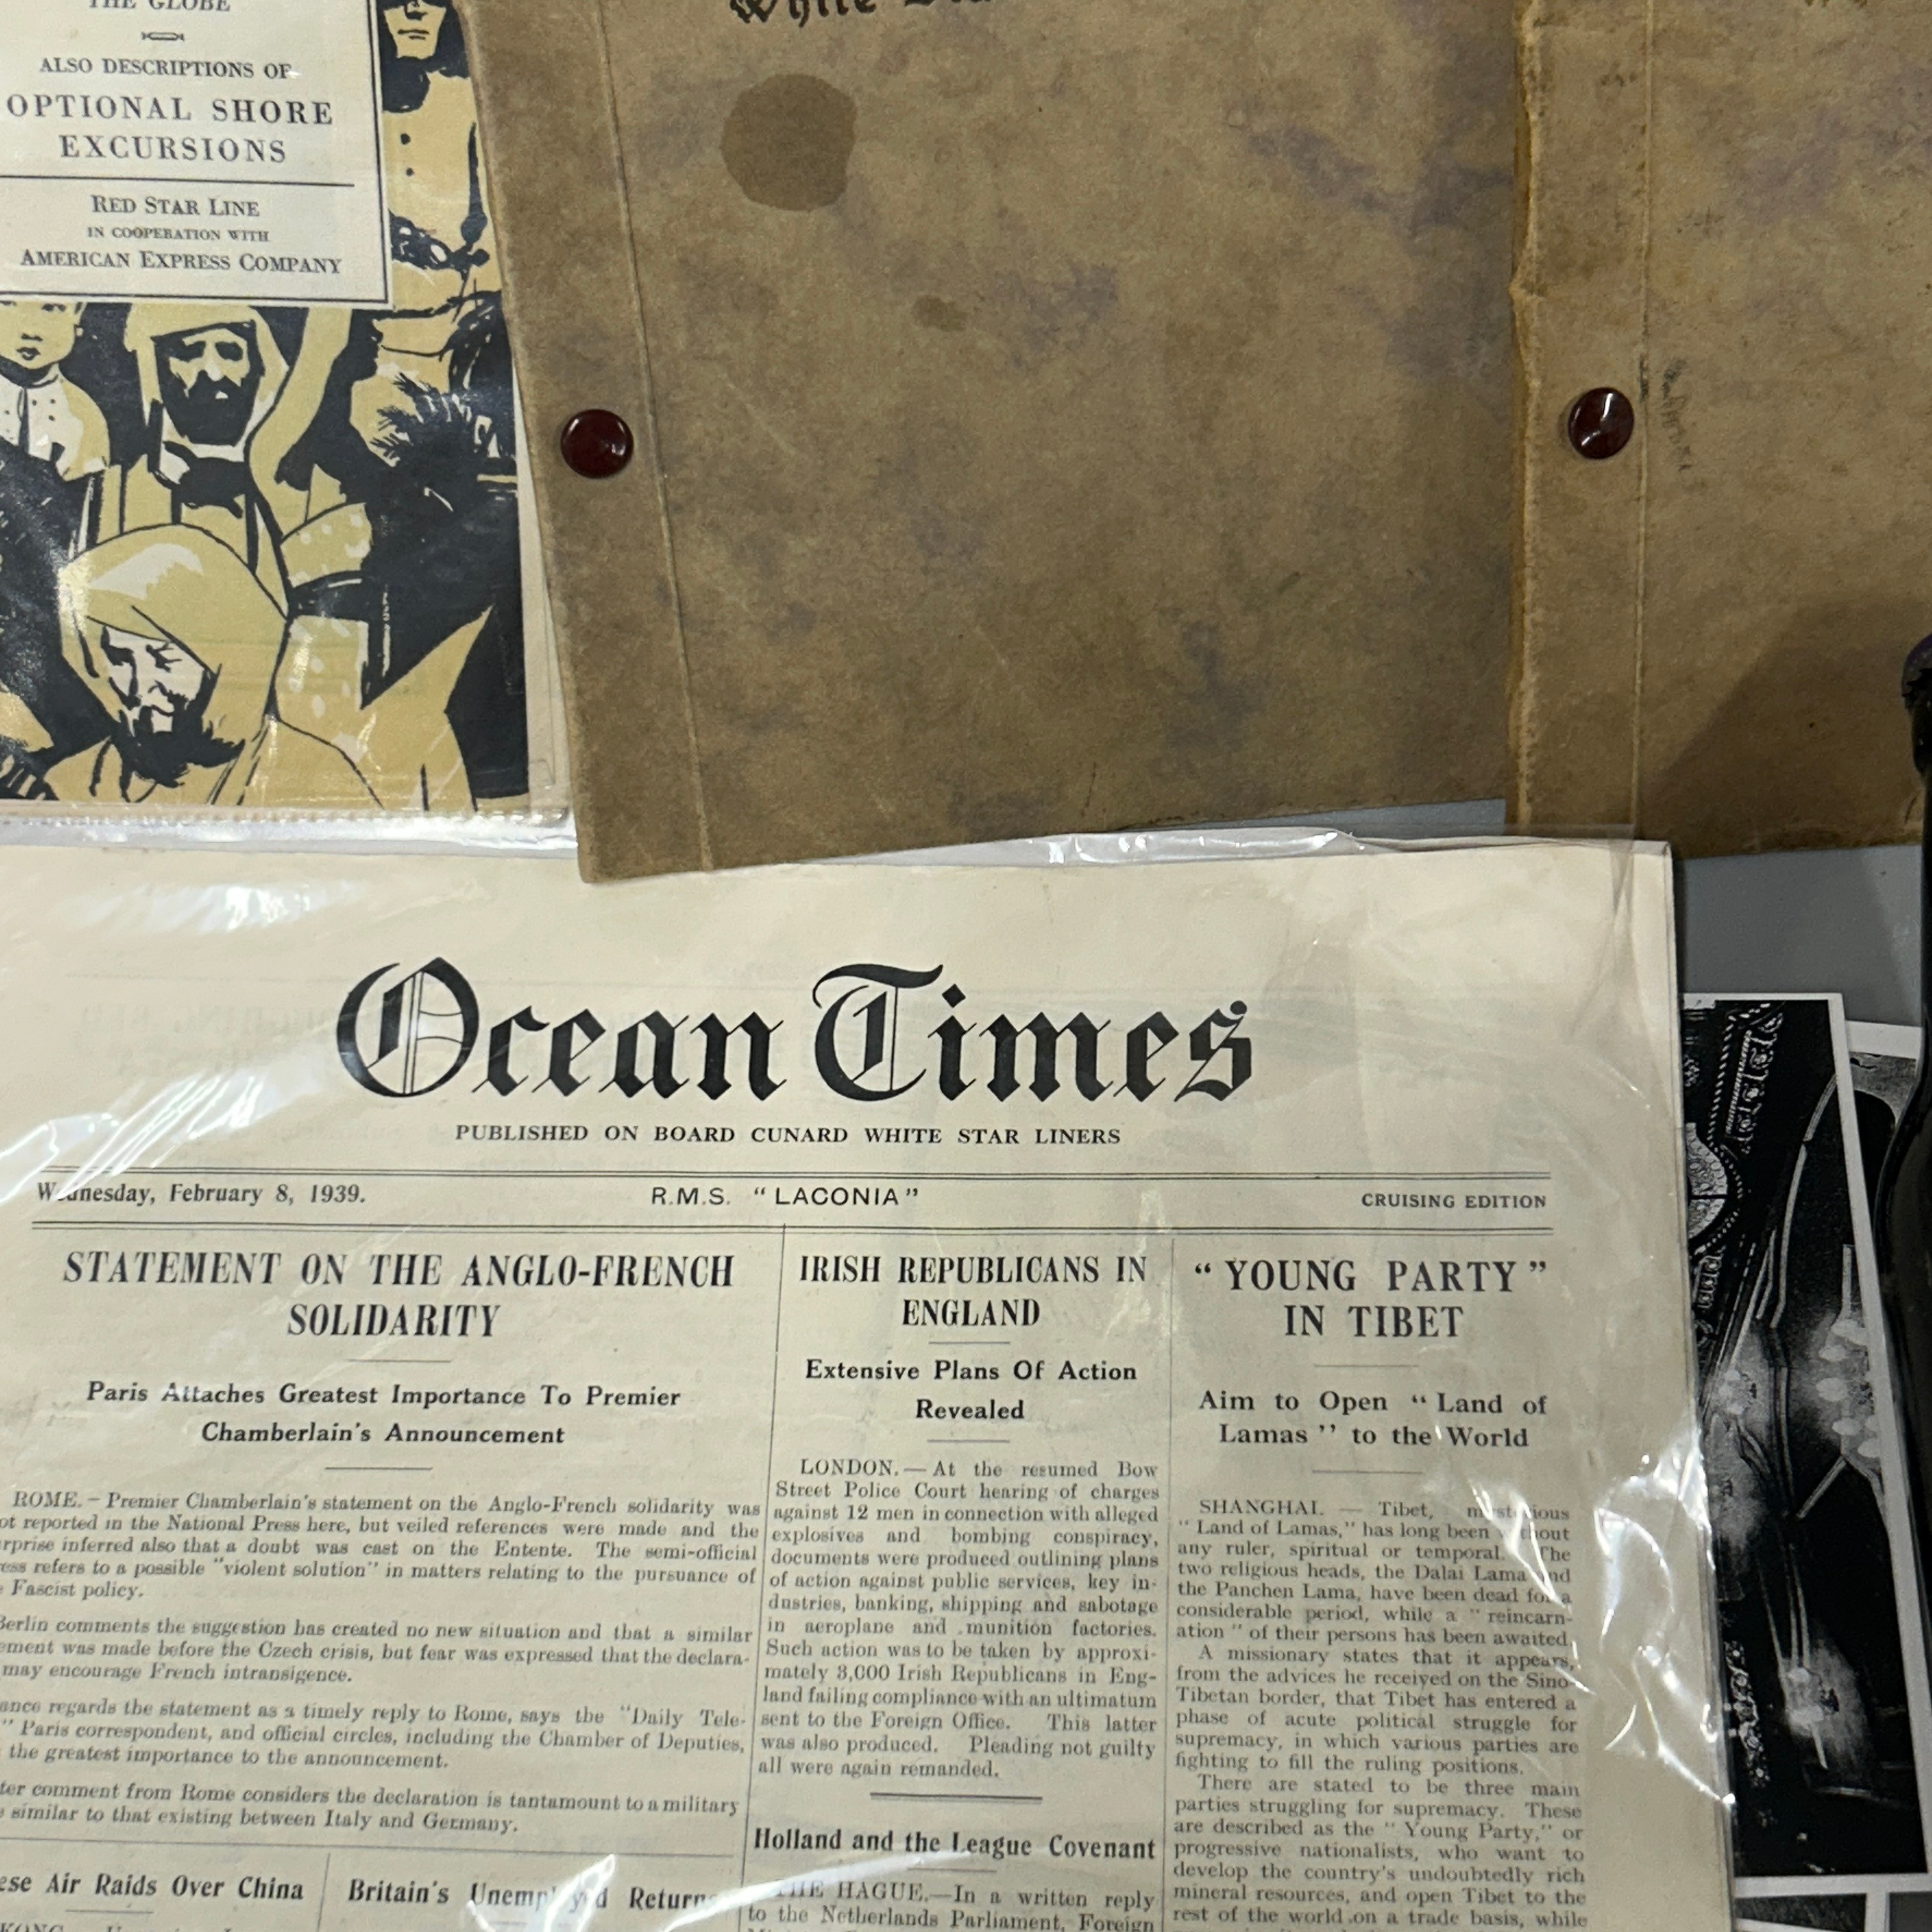 THE GLOBE
ALSO DESCRIPTIONS OF
OPTIONAL SHORE
EXCURSIONS
RED STAR LINE
IN COOPERATION WITH
AMERICAN EXPRESS COMPANY
White
Ocean Times
PUBLISHED ON BOARD CUNARD WHITE STAR LINERS
Wednesday, February 8, 1939.
R.M.S. "LACONIA"
CRUISING EDITION
STATEMENT ON THE ANGLO-FRENCH
SOLIDARITY
Paris Attaches Greatest Importance To Premier
Chamberlain's Announcement
ROME. – Premier Chamberlain's statement on the Anglo-French solidarity was
reported in the National Press here, but veiled references were made and the
inferred also that a doubt was cast on the Entente. The semi-official
refers to a possible "violent solution" in matters relating to the pursuance of
Fascist policy.
Berlin comments the suggestion has created no new situation and that a similar
was made before the Czech crisis, but fear was expressed that the declara-
may encourage French intransigence.
regards the statement as a timely reply to Rome, says the "Daily Tele-
" Paris correspondent, and official circles, including the Chamber of Deputies,
the greatest importance to the announcement.
comment from Rome considers the declaration is tantamount to a military
similar to that existing between Italy and Germany.
Air Raids Over China
Britain's Unemployed Returns
IRISH REPUBLICANS IN
ENGLAND
Extensive Plans Of Action
Revealed
LONDON. — At the resumed Bow
Street Police Court hearing of charges
against 12 men in connection with alleged
explosives and bombing conspiracy,
documents were produced outlining plans
of action against public services, key in-
dustries, banking, shipping and sabotage
in aeroplane and munition factories.
Such action was to be taken by approxi-
mately 3,000 Irish Republicans in Eng-
land failing compliance with an ultimatum
sent to the Foreign Office. This latter
was also produced. Pleading not guilty
all were again remanded.
Holland and the League Covenant
THE HAGUE.—In a written reply
to the Netherlands Parliament, Foreign
"YOUNG PARTY"
IN TIBET
Aim to Open "Land of
Lamas" to the World
SHANGHAI. — Tibet, mysterious
"Land of Lamas," has long been without
any ruler, spiritual or temporal. The
two religious heads, the Dalai Lama and
the Panchen Lama, have been dead for a
considerable period, while a "reincarn-
ation" of their persons has been awaited.
A missionary states that it appears,
from the advices he received on the Sino-
Tibetan border, that Tibet has entered a
phase of acute political struggle for
supremacy, in which various parties are
fighting to fill the ruling positions.
There are stated to be three main
parties struggling for supremacy. These
are described as the "Young Party," or
progressive nationalists, who want to
develop the country's undoubtedly rich
mineral resources, and open Tibet to the
rest of the world on a trade basis, while